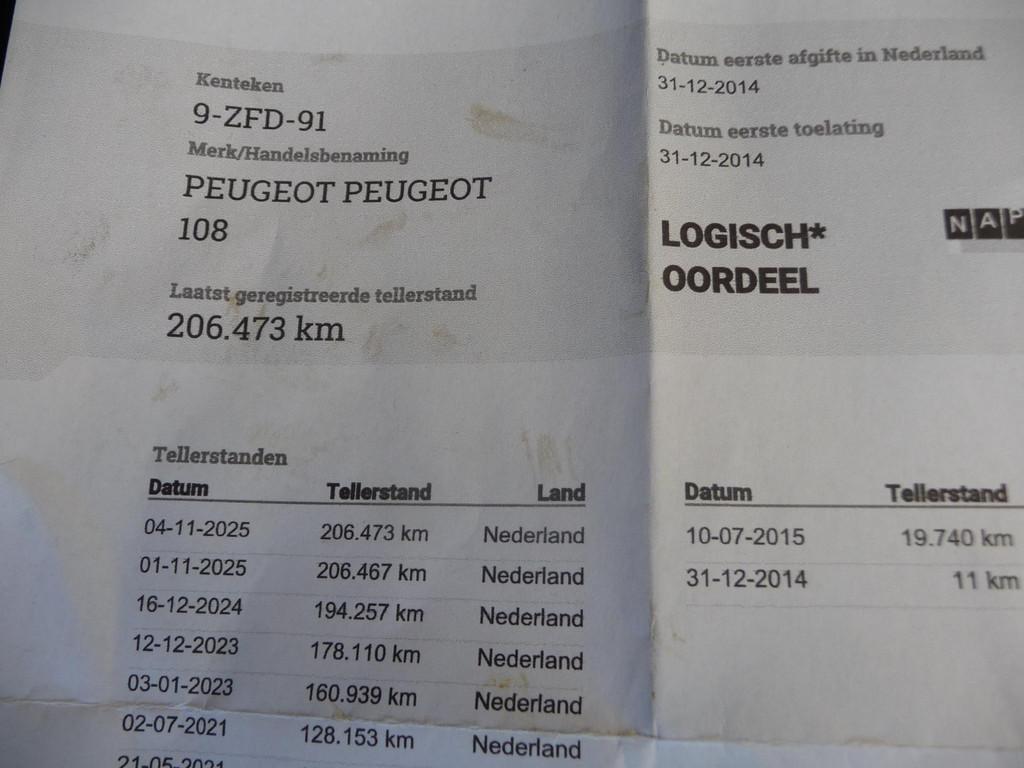 Kenteken
9-ZFD-91
Merk/Handelsbenaming
PEUGEOT PEUGEOT
108
Laatst geregistreerde tellerstand
206.473 km
Datum eerste afgifte in Nederland
31-12-2014
Datum eerste toelating
31-12-2014
LOGISCH*
OORDEEL
NAP
Tellerstanden
Datum Tellerstand Land
04-11-2025 206.473 km Nederland
01-11-2025 206.467 km Nederland
16-12-2024 194.257 km Nederland
12-12-2023 178.110 km Nederland
03-01-2023 160.939 km Nederland
02-07-2021 128.153 km Nederland
21-05-2021
Datum Tellerstand
10-07-2015 19.740 km
31-12-2014 11 km